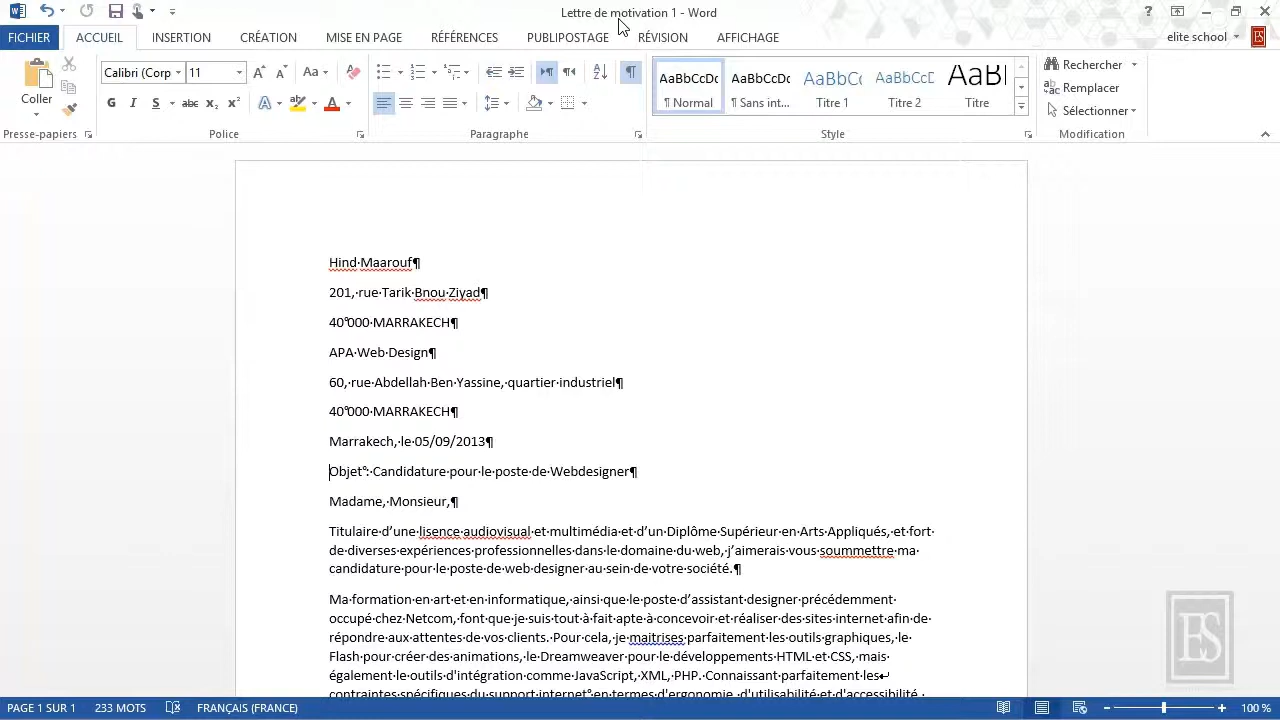 Lettre de motivation 1 - Word
FICHIER ACCUEIL INSERTION CRÉATION MISE EN PAGE RÉFÉRENCES PUBLIPOSTAGE RÉVISION AFFICHAGE elite school ES
Coller
Calibri (Corp 11
G I S abc x₂ x²
AaBbCcDc AaBbCcDc AaBbCc AaBbCcD AaBl
¶ Normal ¶ Sans int... Titre 1 Titre 2 Titre
Rechercher
Remplacer
Sélectionner
Presse-papiers Police Paragraphe Style Modification
Hind·Maarouf¶
201,·rue·Tarik·Bnou·Ziyad¶
40°000·MARRAKECH¶
APA·Web·Design¶
60,·rue·Abdellah·Ben·Yassine,·quartier·industriel¶
40°000·MARRAKECH¶
Marrakech,·le·05/09/2013¶
Objet°:·Candidature·pour·le·poste·de·Webdesigner¶
Madame,·Monsieur,¶
Titulaire·d’une·lisence·audiovisual·et·multimédia·et·d’un·Diplôme·Supérieur·en·Arts·Appliqués,·et·fort·
de·diverses·expériences·professionnelles·dans·le·domaine·du·web,·j’aimerais·vous·soummettre·ma·
candidature·pour·le·poste·de·web·designer·au·sein·de·votre·société.¶
Ma·formation·en·art·et·en·informatique,·ainsi·que·le·poste·d’assistant·designer·précédemment·
occupé·chez·Netcom,·font·que·je·suis·tout·à·fait·apte·à·concevoir·et·réaliser·des·sites·internet·afin·de·
répondre·aux·attentes·de·vos·clients.·Pour·cela,·je·maitrises·parfaitement·les·outils·graphiques,·le·
Flash·pour·créer·des·animations,·le·Dreamweaver·pour·le·développements·HTML·et·CSS,·mais·
également·le·outils·d'intégration·comme·JavaScript,·XML,·PHP.·Connaissant·parfaitement·les↵
contraintes·spécifiques·du·support·internet°en·termes·d'ergonomie,·d'utilisabilité·et·d'accessibilité,·
ES
PAGE 1 SUR 1 233 MOTS FRANÇAIS (FRANCE) 100 %